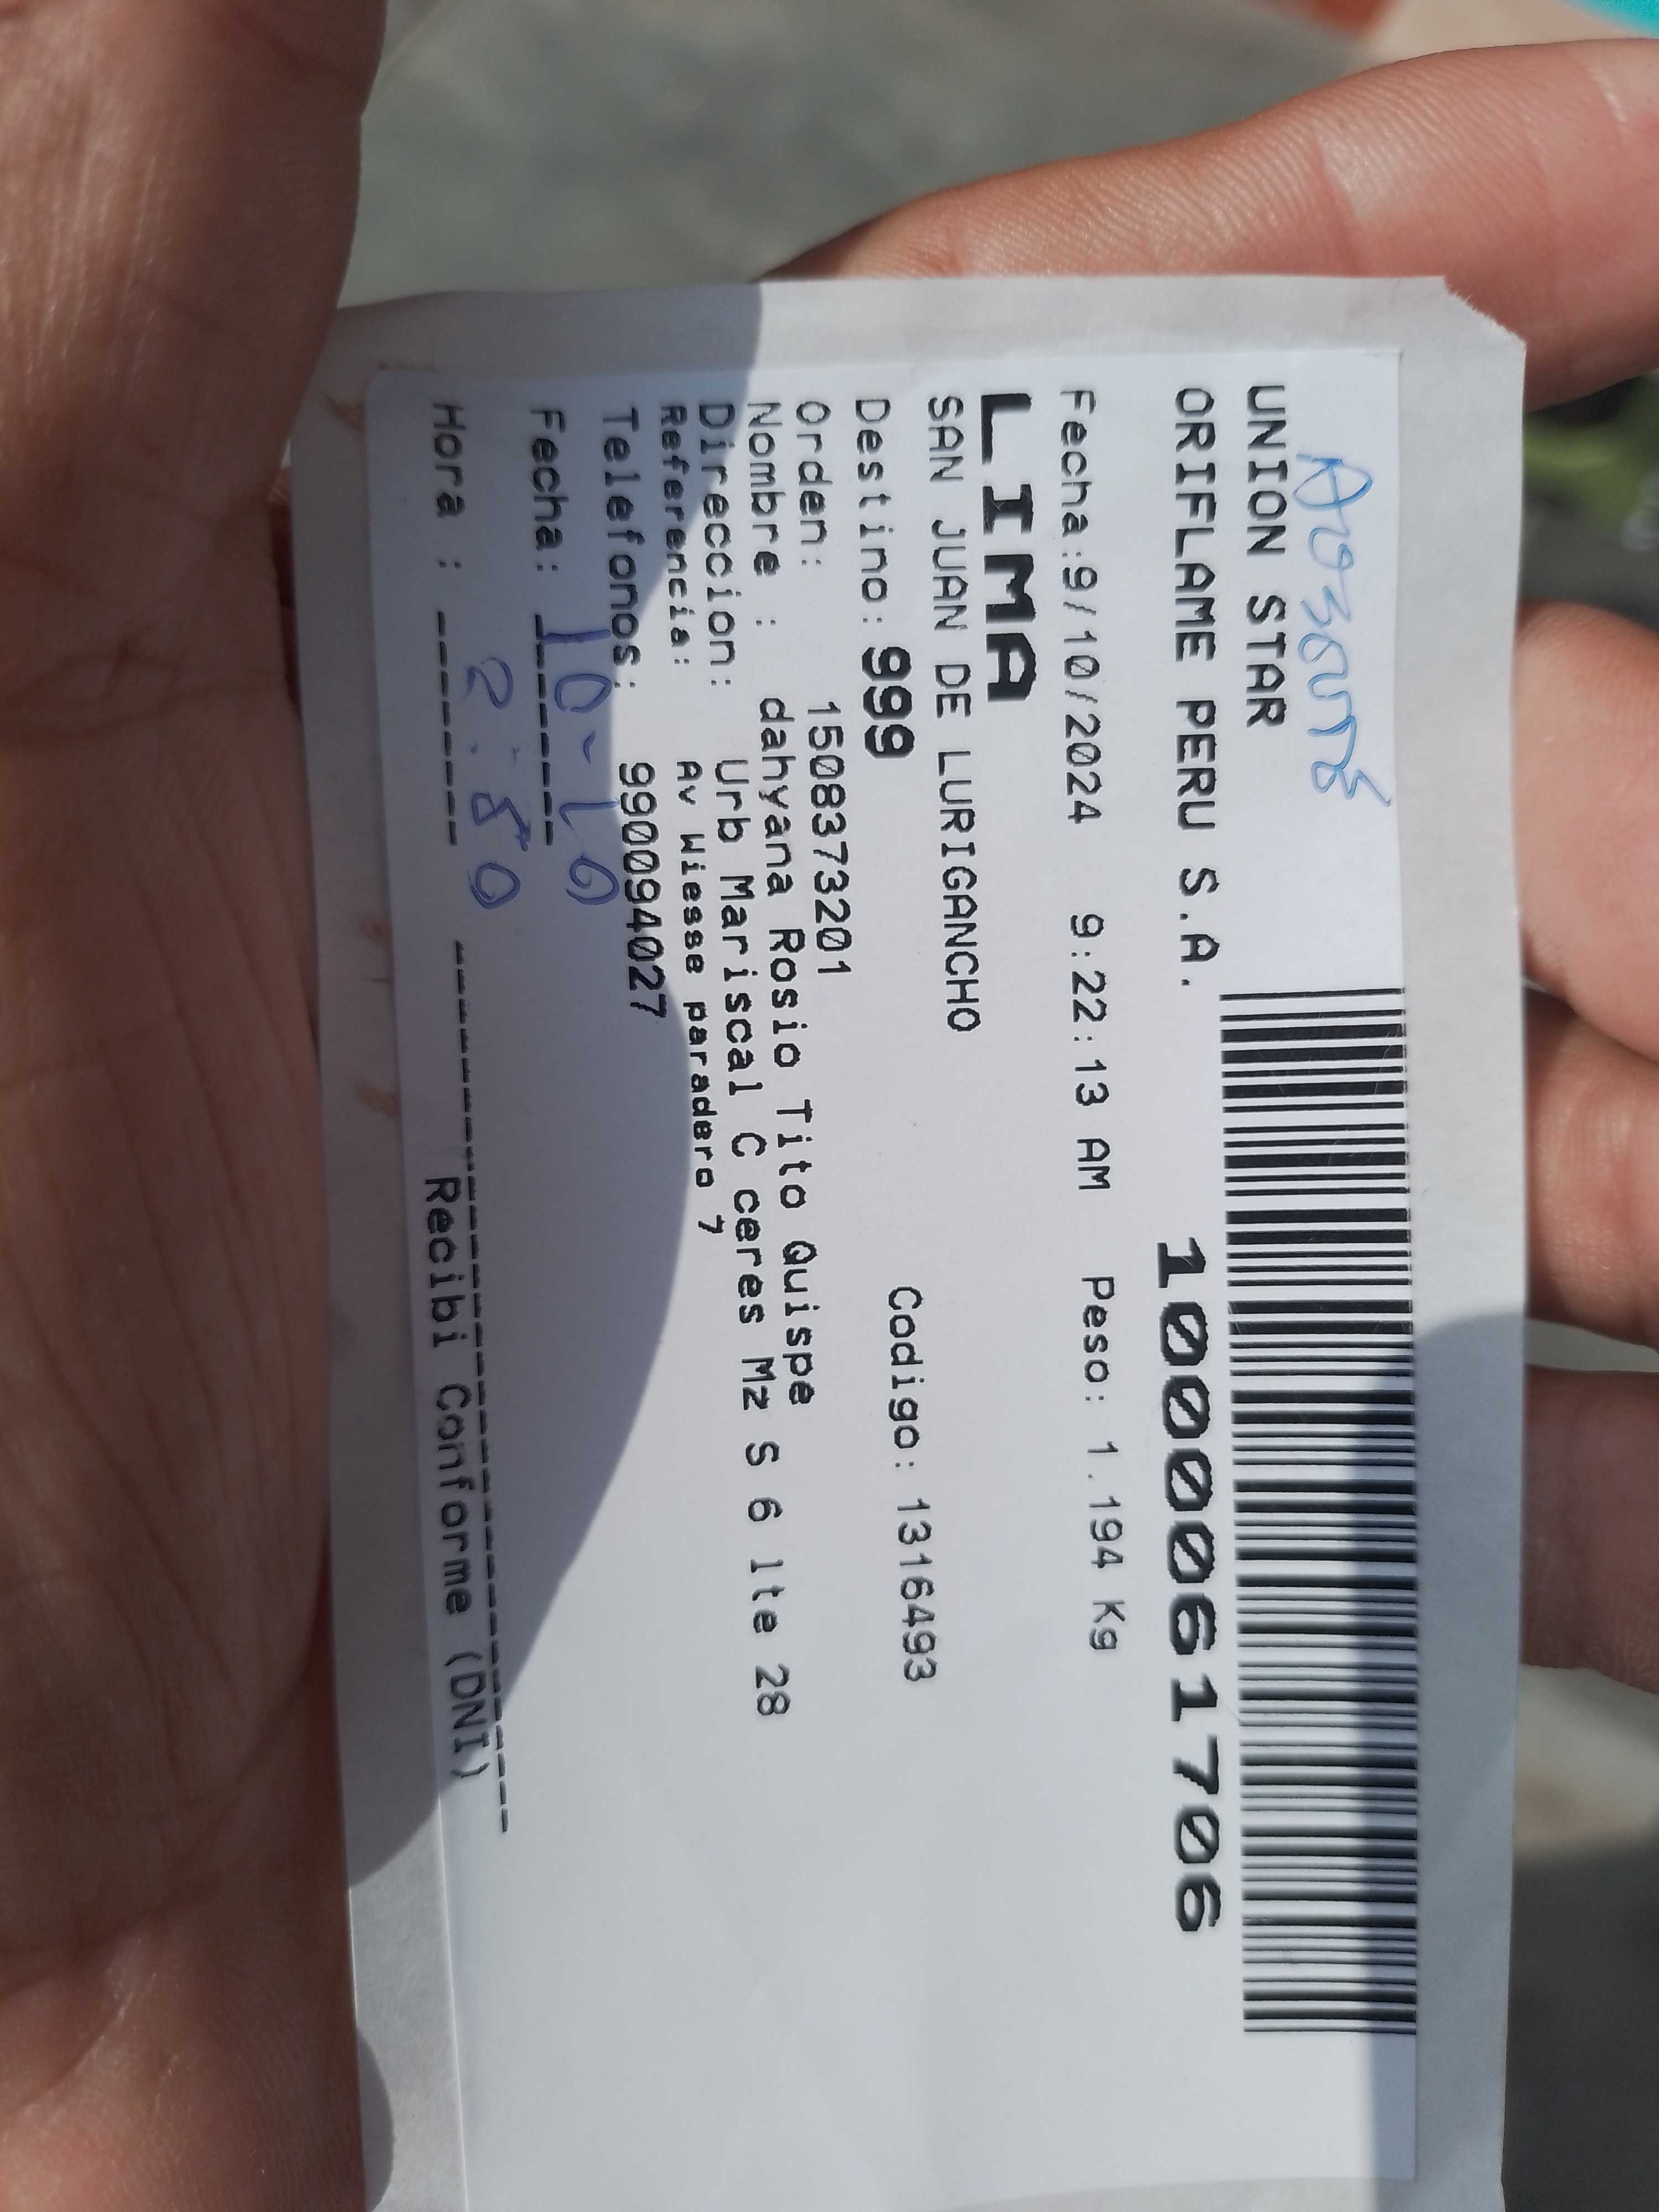 Ausente
UNION STAR
ORIFLAME PERU S.A.
1000061706
Fecha:9/10/2024 9:22:13 AM Peso: 1.194 Kg
LIMA
SAN JUAN DE LURIGANCHO
Destino: 999 Codigo: 1316493
Orden: 1508373201
Nombre : dahyana Rosio Tito Quispe
Direccion: Urb Mariscal C ceres Mz S 6 lte 28
Referencia: Av Wiesse paradero 7
Telefonos: 990094027
Fecha: 10-10
Hora : 2:50
Recibi Conforme (DNI)